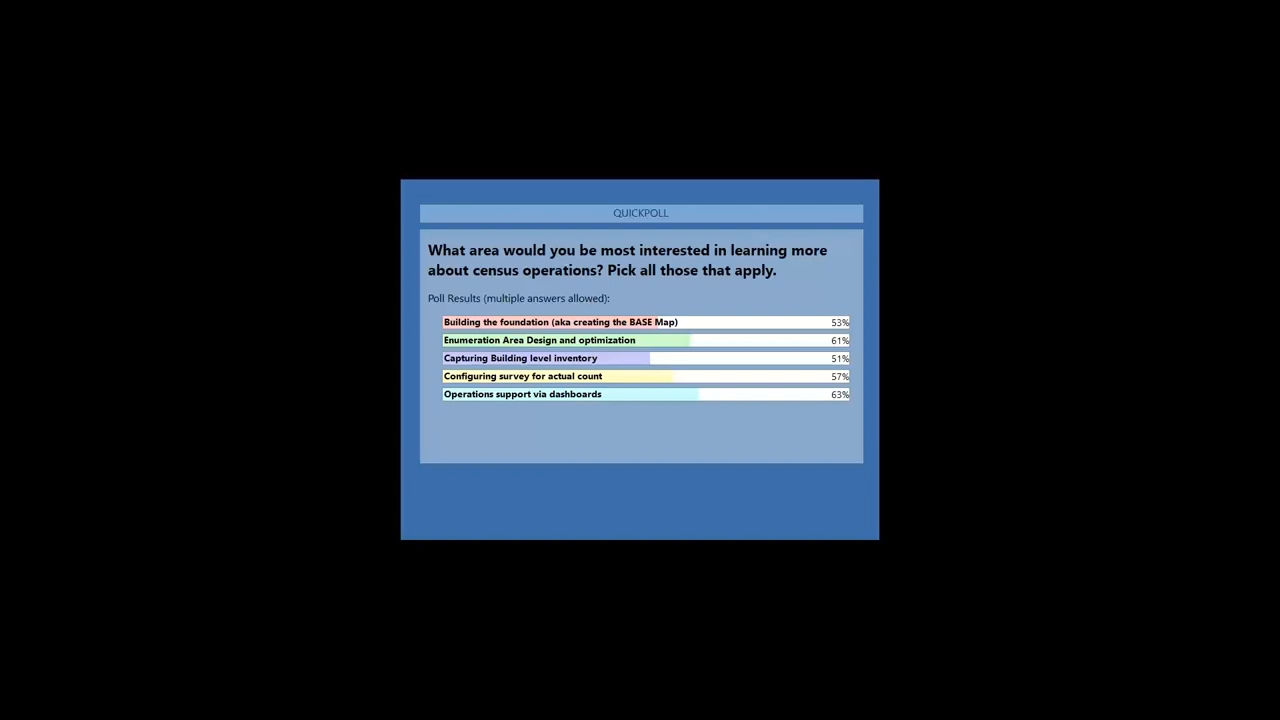 QUICKPOLL
What area would you be most interested in learning more
about census operations? Pick all those that apply.
Poll Results (multiple answers allowed):
Building the foundation (aka creating the BASE Map) 53%
Enumeration Area Design and optimization 61%
Capturing Building level inventory 51%
Configuring survey for actual count 57%
Operations support via dashboards 63%